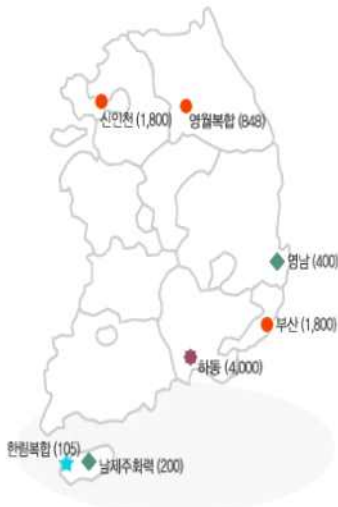 신인천 (1,800)
영월복합 (848)
영남 (400)
부산 (1,800)
하동 (4,000)
한림복합 (105)
남제주화력 (200)